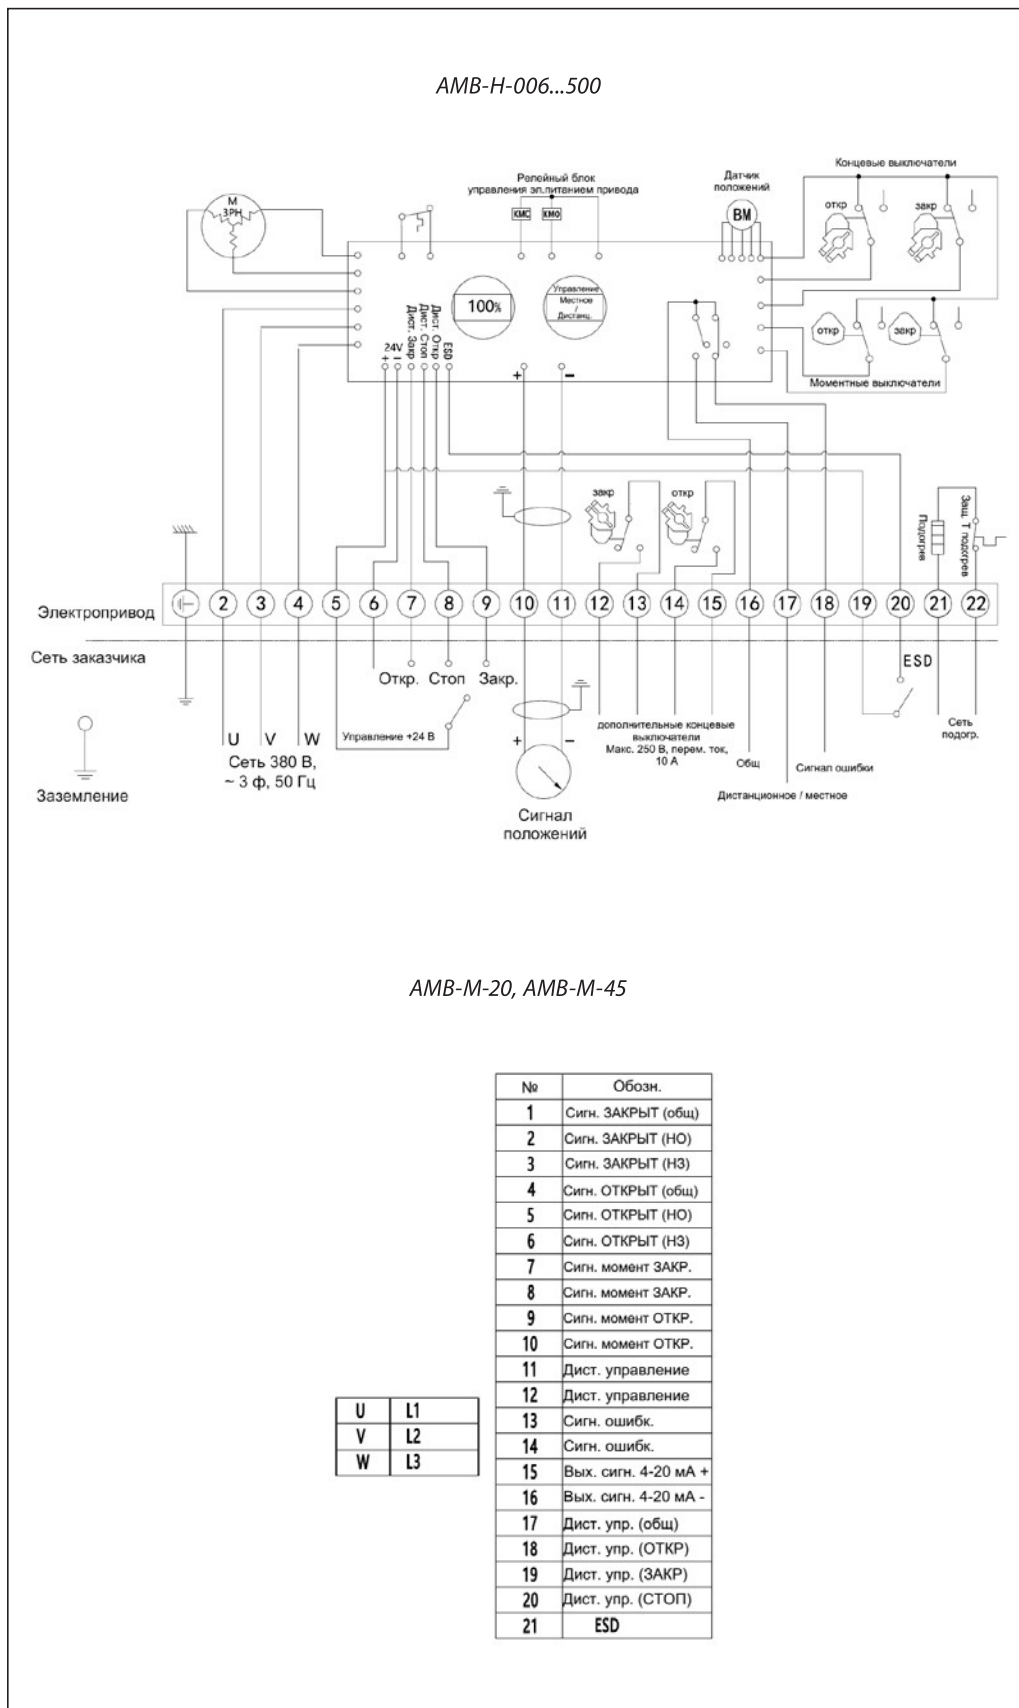 AMB-H-006...500
Концевые выключатели
Релейный блок
управления эл.питанием привода
Датчик
положений
M
3PH
КМС
КМО
BM
откр
закр
100%
Управление
Местное
/
Дистанц.
24V
+
−
Дист. Закр
Дист. Стоп
Дист. Откр
ESD
+
−
откр
закр
Моментные выключатели
закр
откр
Подогрев
Защ. Т подогрев
Электропривод
2
3
4
5
6
7
8
9
10
11
12
13
14
15
16
17
18
19
20
21
22
Сеть заказчика
Откр.
Стоп
Закр.
ESD
U
V
W
Управление +24 В
Сеть 380 В,
~ 3 ф, 50 Гц
Заземление
+
−
Сигнал
положений
дополнительные концевые
выключатели
Макс. 250 В, перем. ток,
10 А
Общ
Дистанционное / местное
Сигнал ошибки
Сеть
подогр.
AMB-M-20, AMB-M-45
№ Обозн.
1 Сигн. ЗАКРЫТ (общ)
2 Сигн. ЗАКРЫТ (НО)
3 Сигн. ЗАКРЫТ (НЗ)
4 Сигн. ОТКРЫТ (общ)
5 Сигн. ОТКРЫТ (НО)
6 Сигн. ОТКРЫТ (НЗ)
7 Сигн. момент ЗАКР.
8 Сигн. момент ЗАКР.
9 Сигн. момент ОТКР.
10 Сигн. момент ОТКР.
11 Дист. управление
12 Дист. управление
13 Сигн. ошибк.
14 Сигн. ошибк.
15 Вых. сигн. 4-20 мА +
16 Вых. сигн. 4-20 мА -
17 Дист. упр. (общ)
18 Дист. упр. (ОТКР)
19 Дист. упр. (ЗАКР)
20 Дист. упр. (СТОП)
21 ESD
U L1
V L2
W L3